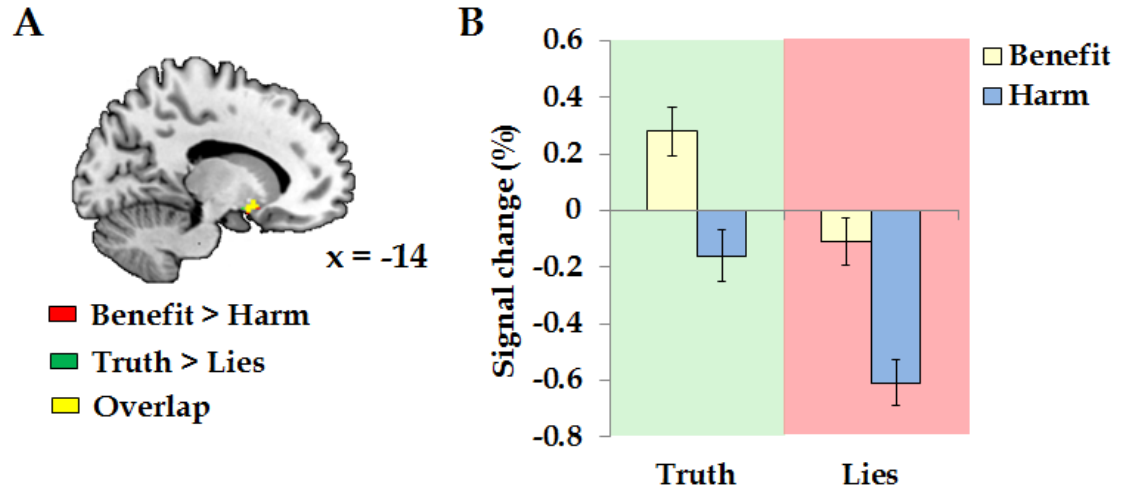 A
x = -14
Benefit > Harm
Truth > Lies
Overlap
B
Signal change (%)
0.6
0.4
0.2
0
-0.2
-0.4
-0.6
-0.8
Truth
Lies
Benefit
Harm